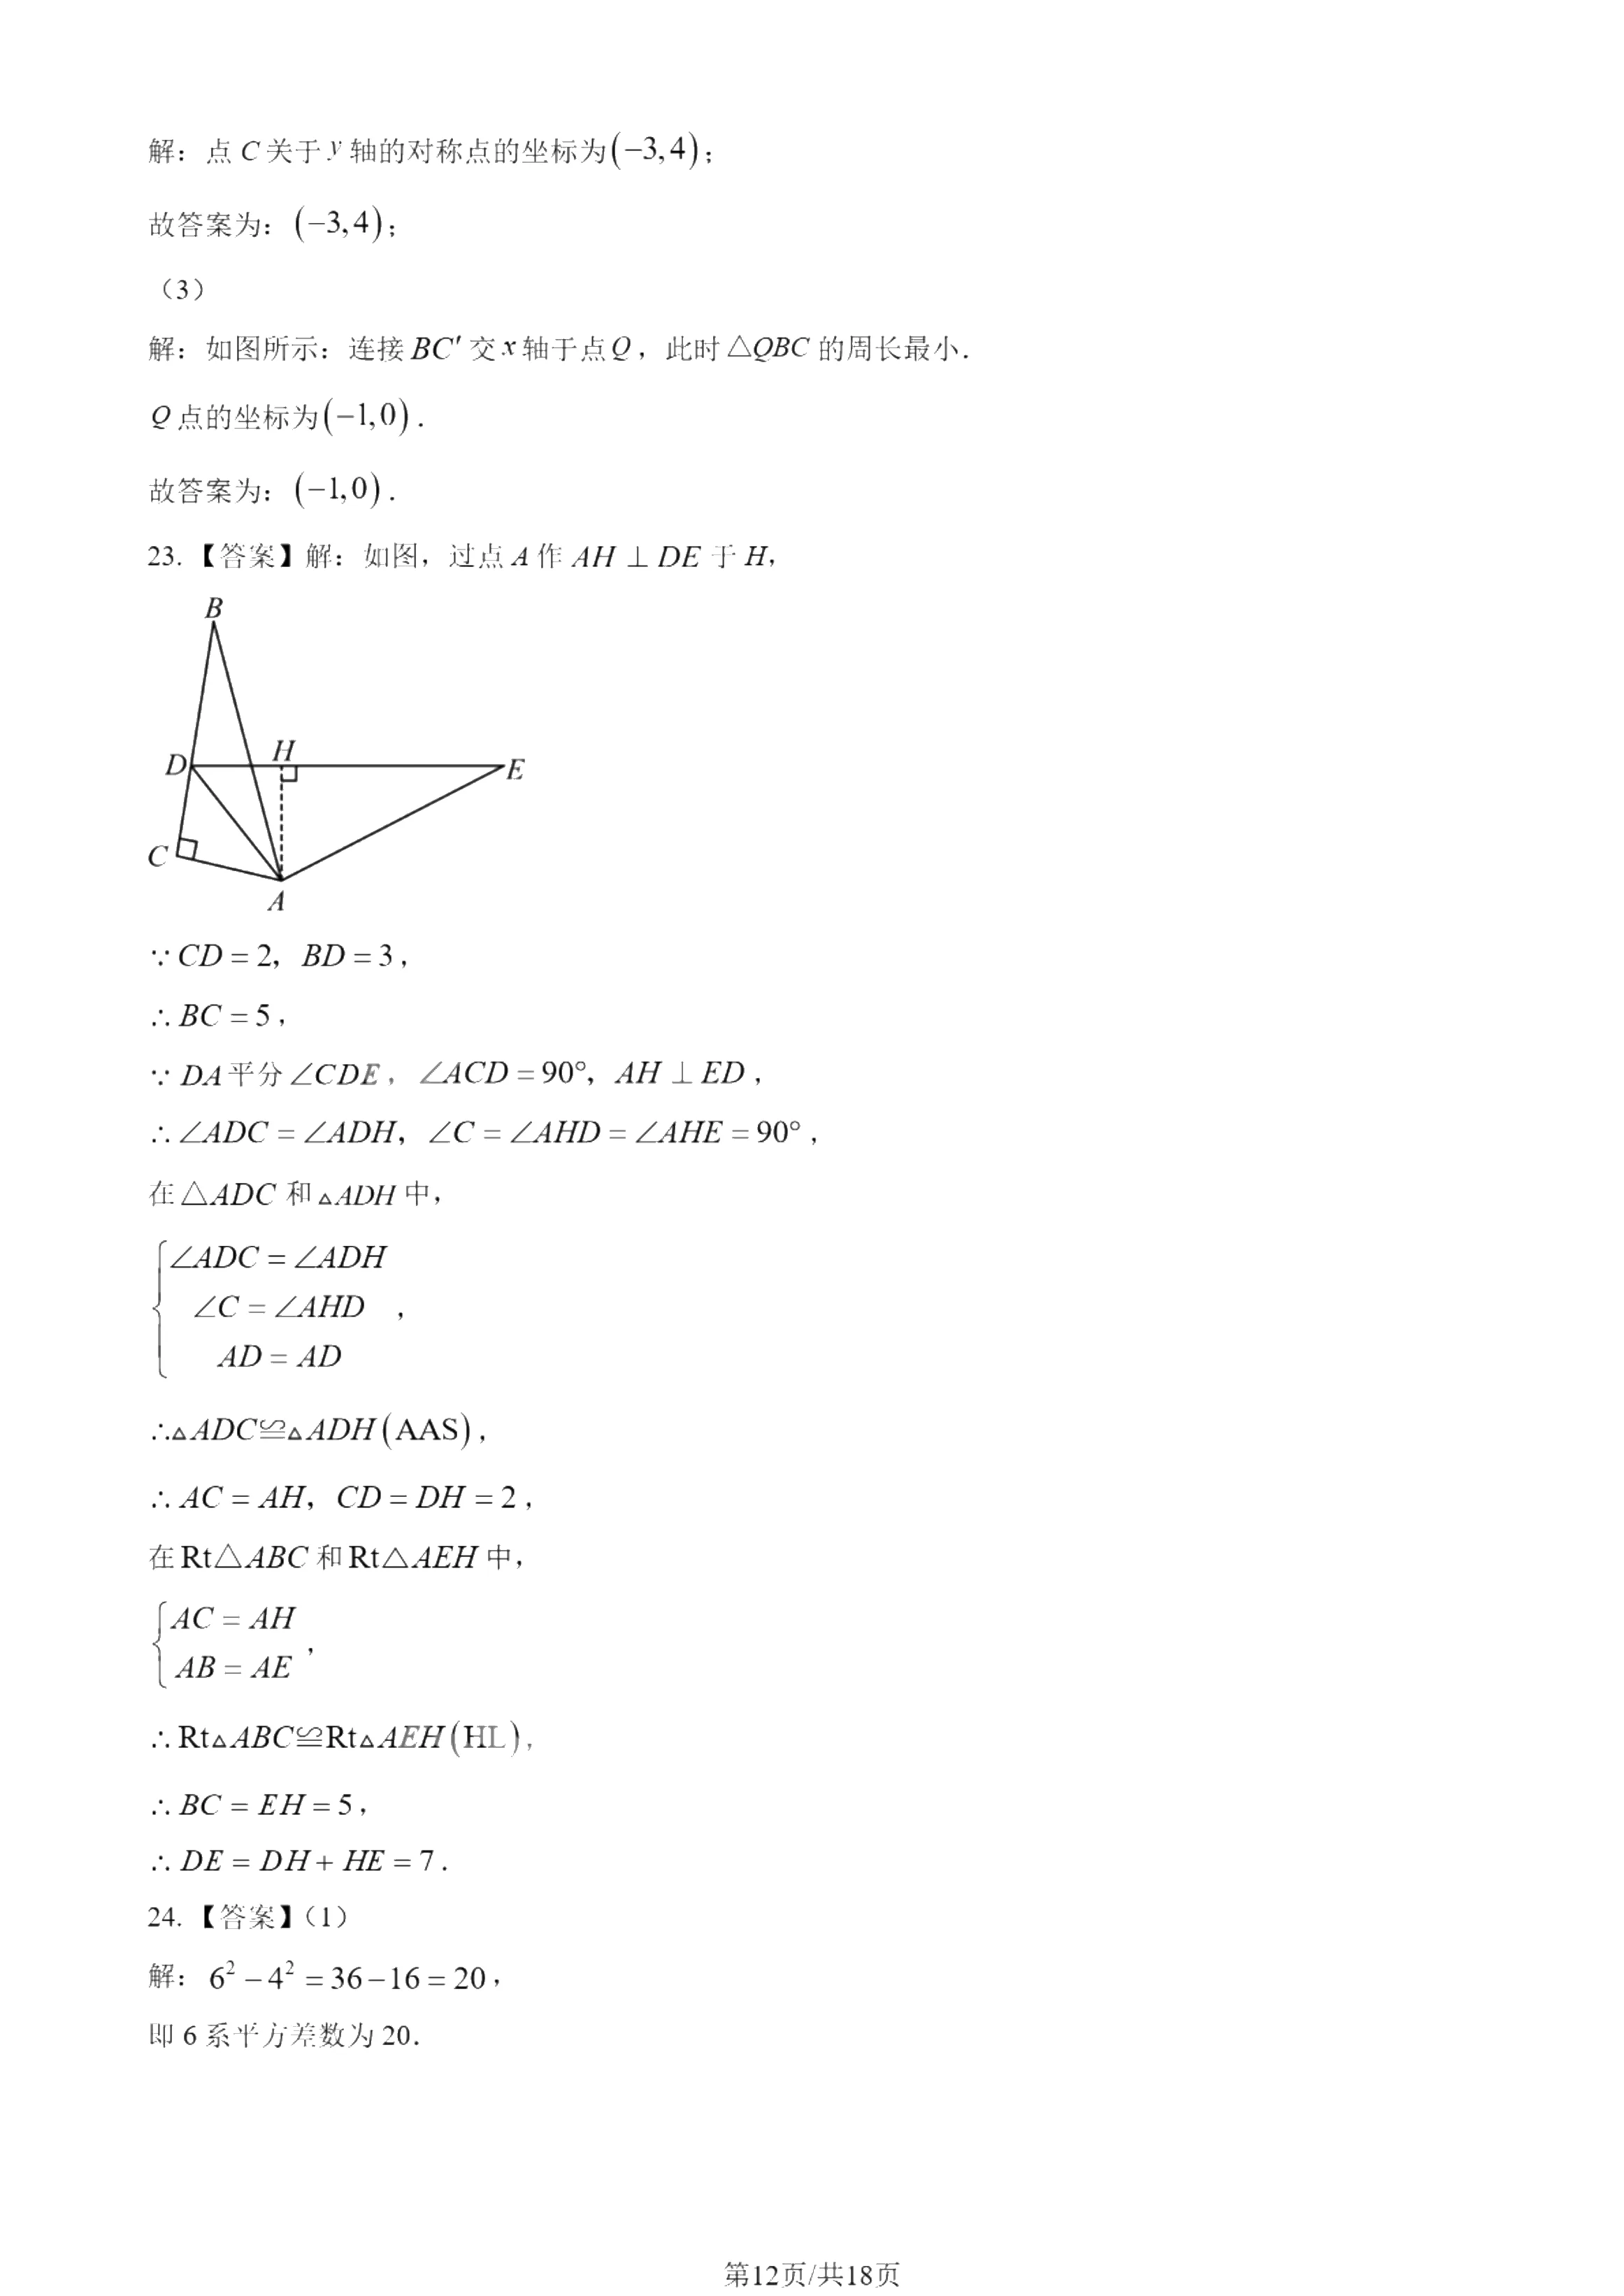 解：点 C 关于 y 轴的对称点的坐标为(−3,4)；
故答案为：(−3,4)；
（3）
解：如图所示：连接 BC′ 交 x 轴于点 Q，此时 △QBC 的周长最小．
Q 点的坐标为(−1,0)．
故答案为：(−1,0)．
23. 【答案】解：如图，过点 A 作 AH ⊥ DE 于 H，
B
D
H
E
C
A
∵ CD = 2，BD = 3，
∴ BC = 5，
∵ DA 平分 ∠CDE，∠ACD = 90°，AH ⊥ ED，
∴ ∠ADC = ∠ADH，∠C = ∠AHD = ∠AHE = 90°，
在 △ADC 和 △ADH 中，
∠ADC = ∠ADH
∠C = ∠AHD ，
AD = AD
∴△ADC≌△ADH(AAS)，
∴ AC = AH，CD = DH = 2，
在 Rt△ABC 和 Rt△AEH 中，
AC = AH
AB = AE ，
∴ Rt△ABC≌Rt△AEH(HL)，
∴ BC = EH = 5，
∴ DE = DH + HE = 7．
24. 【答案】（1）
解：6² − 4² = 36 − 16 = 20，
即 6 系平方差数为 20．
第12页/共18页